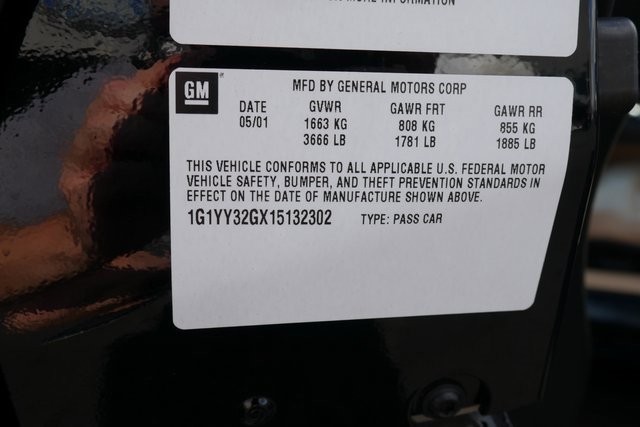 MORE INFORMATION
GM
MFD BY GENERAL MOTORS CORP
DATE GVWR GAWR FRT GAWR RR
05/01 1663 KG 808 KG 855 KG
3666 LB 1781 LB 1885 LB
THIS VEHICLE CONFORMS TO ALL APPLICABLE U.S. FEDERAL MOTOR
VEHICLE SAFETY, BUMPER, AND THEFT PREVENTION STANDARDS IN
EFFECT ON THE DATE OF MANUFACTURE SHOWN ABOVE.
1G1YY32GX15132302 TYPE: PASS CAR